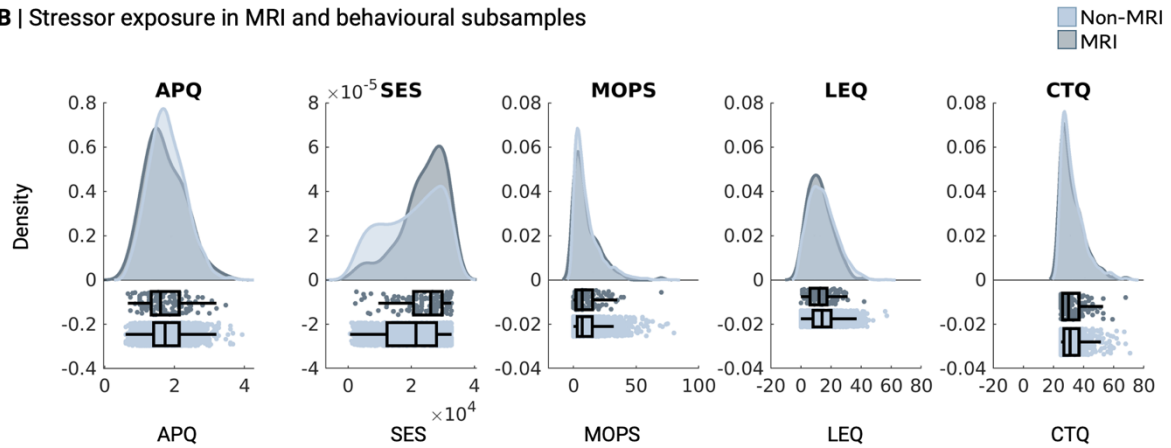 B | Stressor exposure in MRI and behavioural subsamples
Non-MRI
MRI
APQ
×10⁻⁵ SES
MOPS
LEQ
CTQ
0.8 8 0.08 0.08 0.08
0.6 6 0.06 0.06 0.06
0.4 4 0.04 0.04 0.04
0.2 2 0.02 0.02 0.02
0 0 0 0 0
-0.2 -2 -0.02 -0.02 -0.02
-0.4 -4 -0.04 -0.04 -0.04
Density
0 2 4
0 2 4
0 50 100
-20 0 20 40 60 80
-20 0 20 40 60 80
×10⁴
APQ
SES
MOPS
LEQ
CTQ